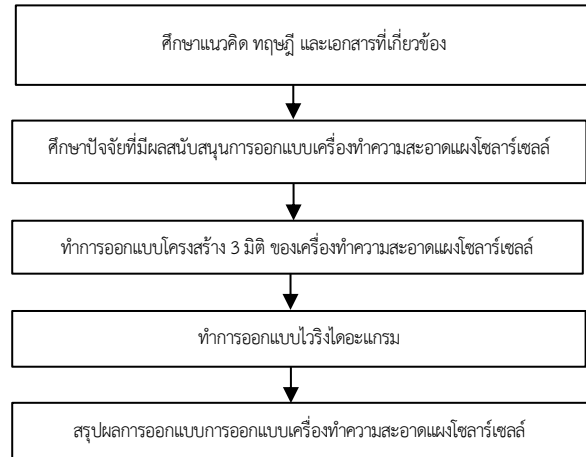 ศึกษาแนวคิด ทฤษฎี และเอกสารที่เกี่ยวข้อง
ศึกษาปัจจัยที่มีผลสนับสนุนการออกแบบเครื่องทำความสะอาดแผงโซลาร์เซลล์
ทำการออกแบบโครงสร้าง 3 มิติ ของเครื่องทำความสะอาดแผงโซลาร์เซลล์
ทำการออกแบบไวริงไดอะแกรม
สรุปผลการออกแบบการออกแบบเครื่องทำความสะอาดแผงโซลาร์เซลล์